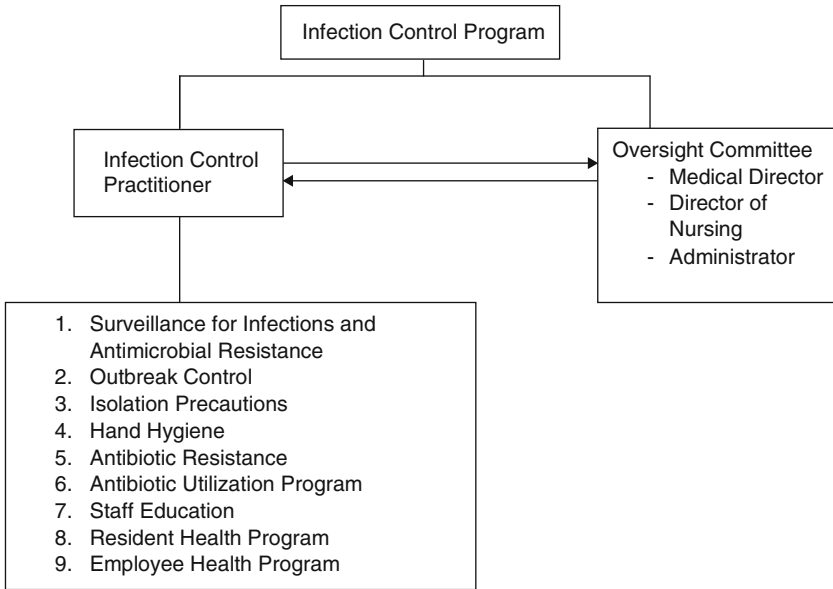 Infection Control Program
Infection Control
Practitioner
Oversight Committee
- Medical Director
- Director of
Nursing
- Administrator
1. Surveillance for Infections and
Antimicrobial Resistance
2. Outbreak Control
3. Isolation Precautions
4. Hand Hygiene
5. Antibiotic Resistance
6. Antibiotic Utilization Program
7. Staff Education
8. Resident Health Program
9. Employee Health Program